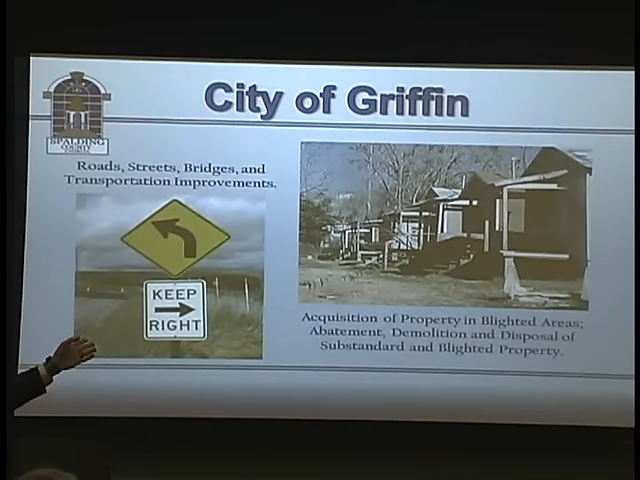 City of Griffin
SPALDING
COUNTY
Roads, Streets, Bridges, and
Transportation Improvements.
KEEP
RIGHT
Acquisition of Property in Blighted Areas;
Abatement, Demolition and Disposal of
Substandard and Blighted Property.